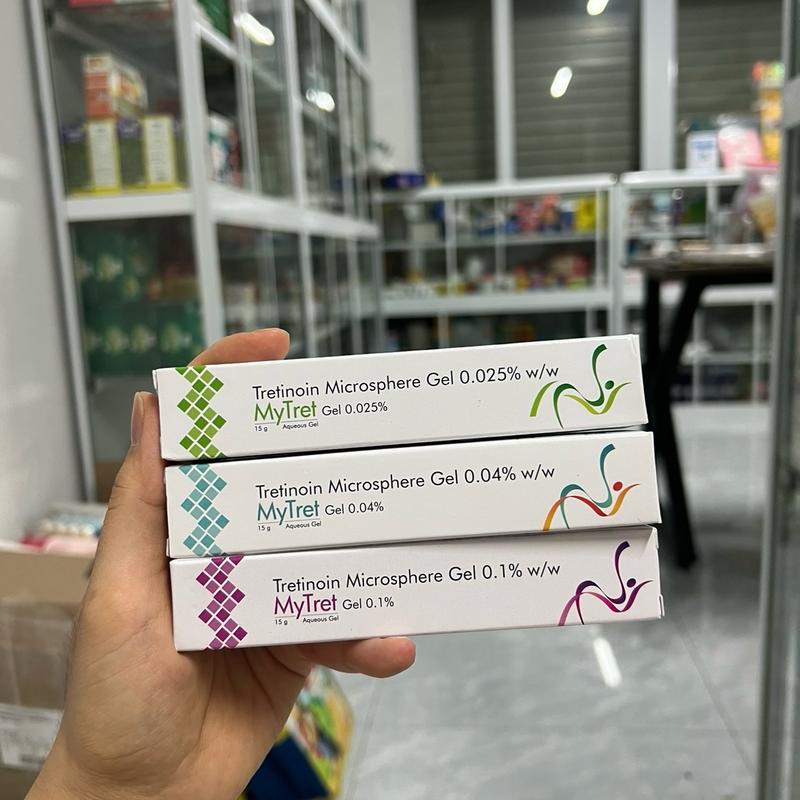 Tretinoin Microsphere Gel 0.025% w/w
MyTret Gel 0.025%
15 g Aqueous Gel
Tretinoin Microsphere Gel 0.04% w/w
MyTret Gel 0.04%
15 g Aqueous Gel
Tretinoin Microsphere Gel 0.1% w/w
MyTret Gel 0.1%
15 g Aqueous Gel